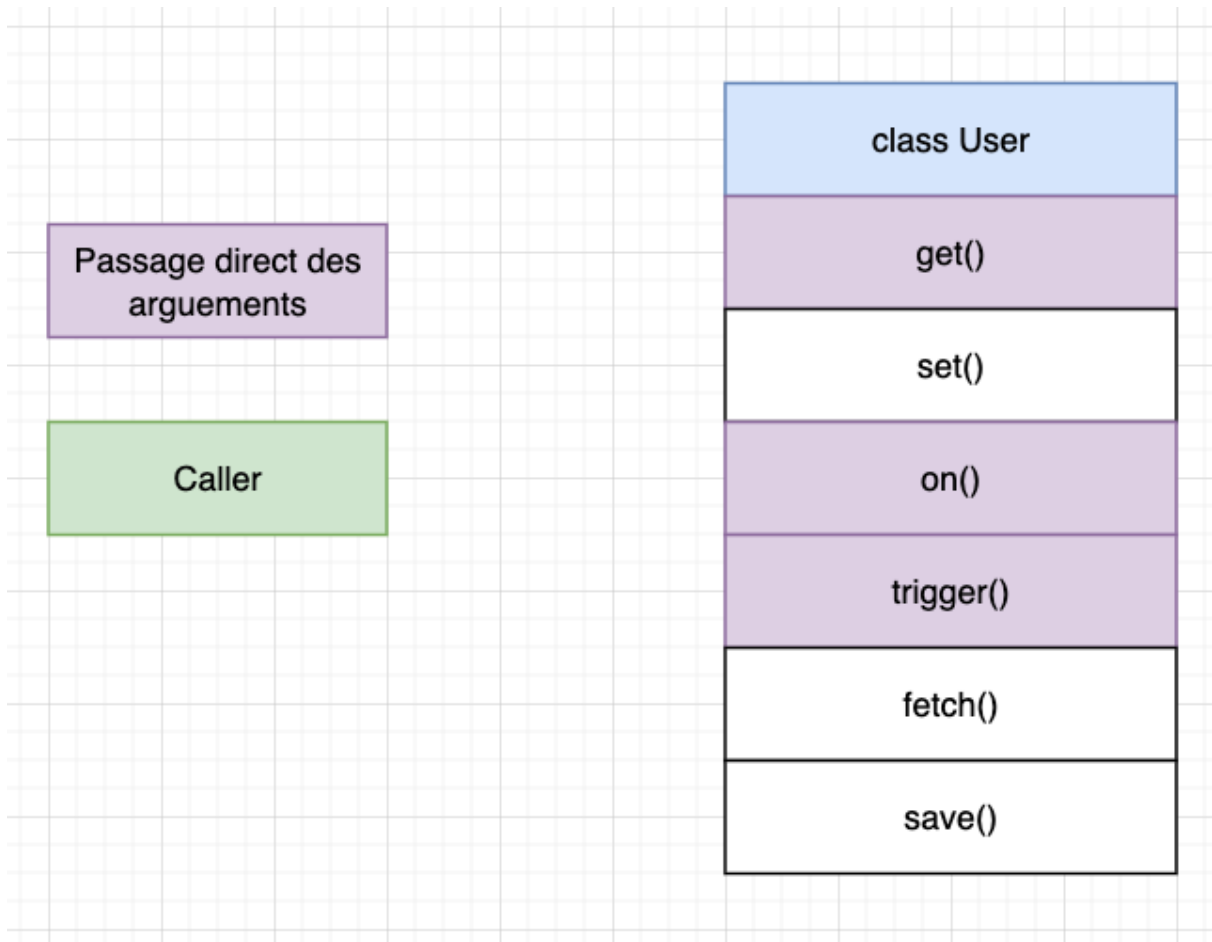 Passage direct des
arguements
Caller
class User
get()
set()
on()
trigger()
fetch()
save()